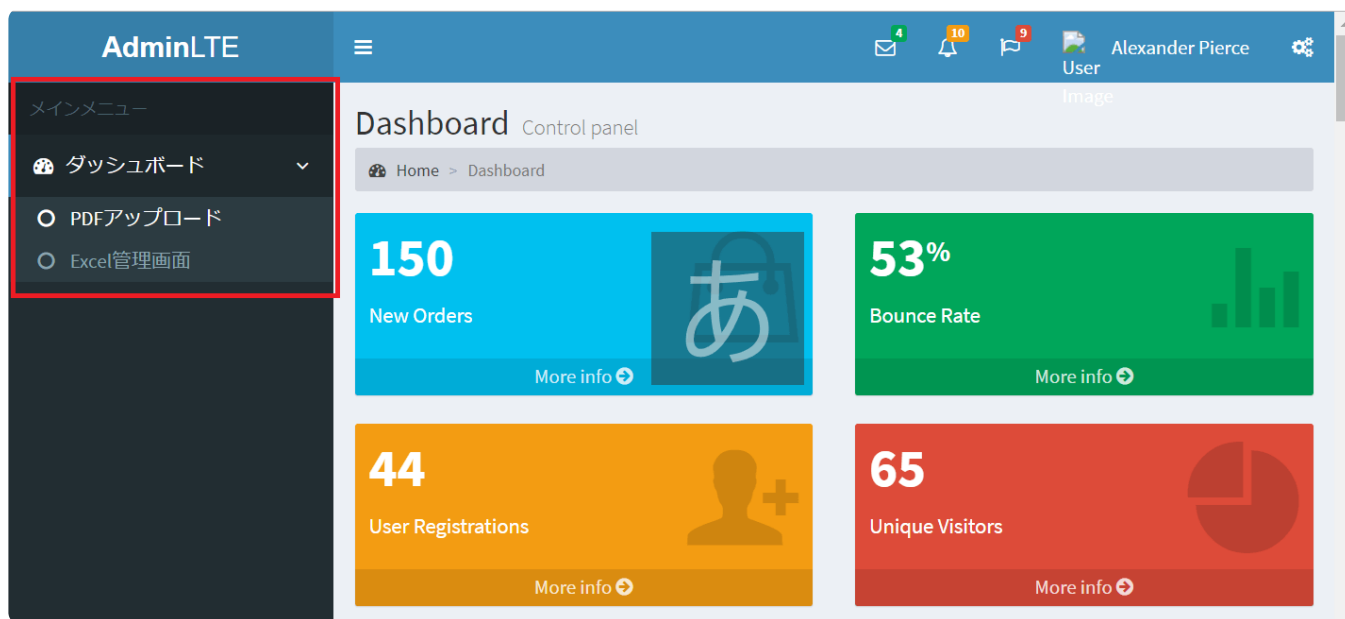 AdminLTE
4
10
9
User Image
Alexander Pierce
メインメニュー
ダッシュボード
PDFアップロード
Excel管理画面
Dashboard Control panel
Home > Dashboard
150
New Orders
あ
More info
53%
Bounce Rate
More info
44
User Registrations
More info
65
Unique Visitors
More info